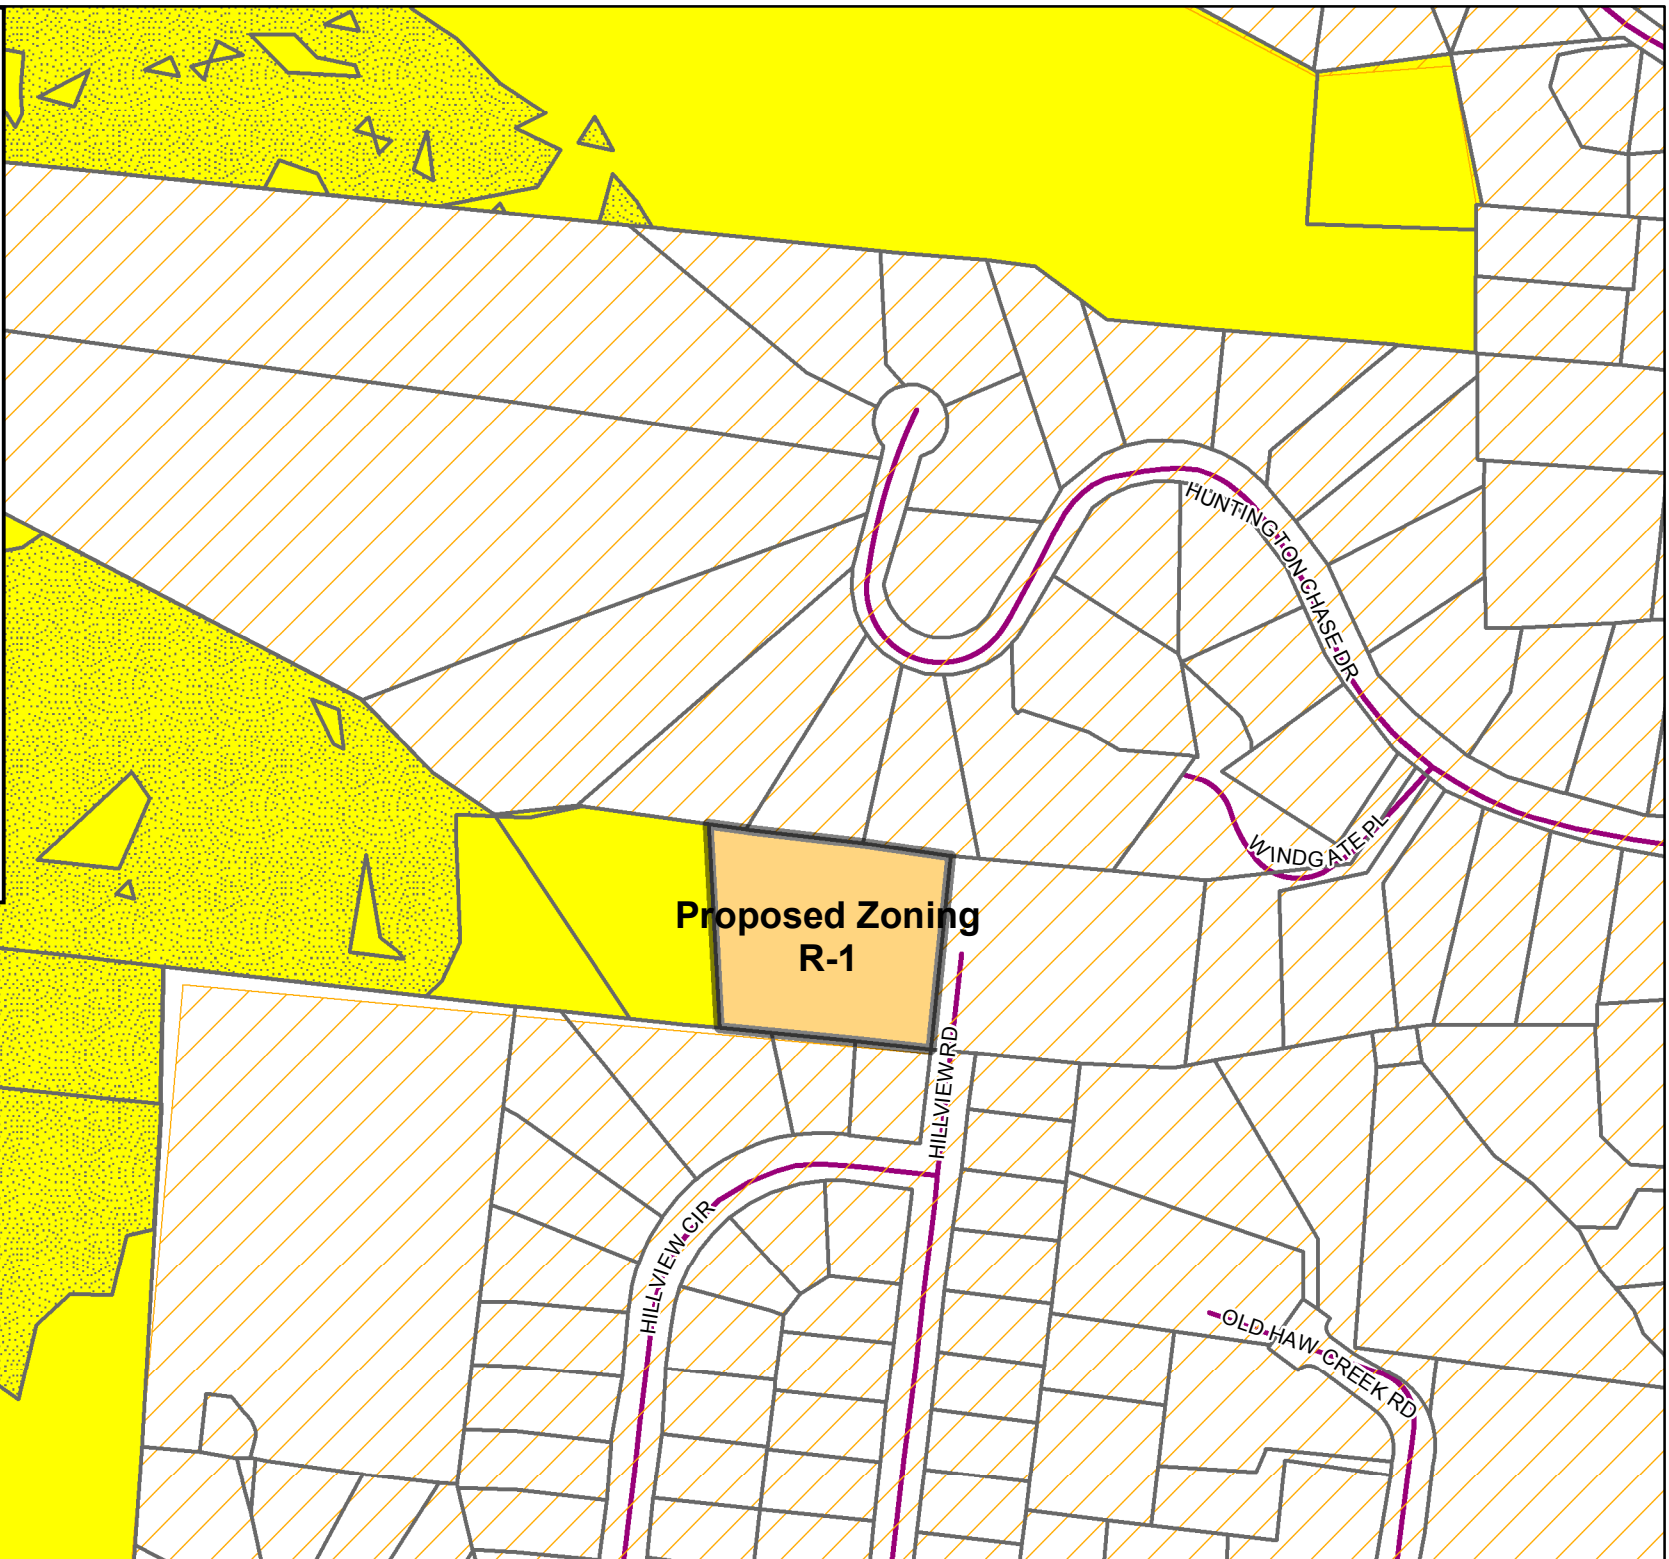 HUNTINGTON CHASE DR
WINDGATE PL
Proposed Zoning
R-1
HILLVIEW RD
HILLVIEW CIR
OLD HAW CREEK RD